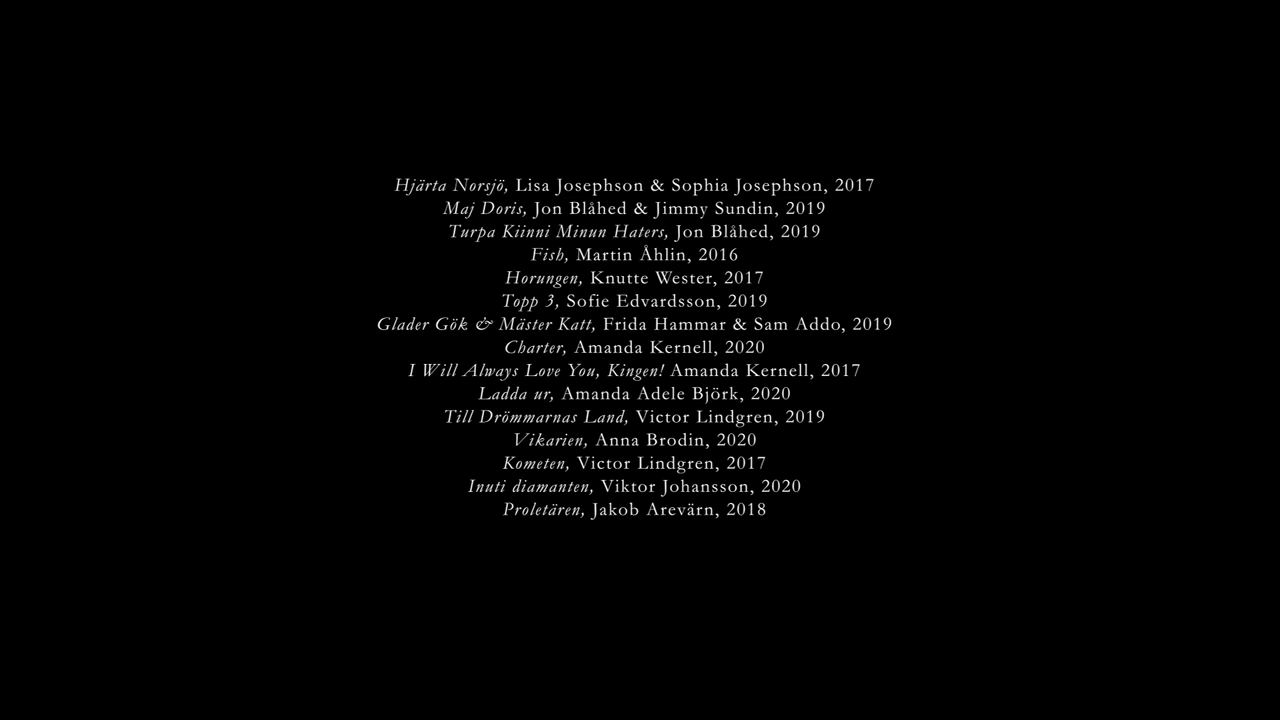 Hjärta Norsjö, Lisa Josephson & Sophia Josephson, 2017
Maj Doris, Jon Blåhed & Jimmy Sundin, 2019
Turpa Kiinni Minun Haters, Jon Blåhed, 2019
Fish, Martin Åhlin, 2016
Horungen, Knutte Wester, 2017
Topp 3, Sofie Edvardsson, 2019
Glader Gök & Mäster Katt, Frida Hammar & Sam Addo, 2019
Charter, Amanda Kernell, 2020
I Will Always Love You, Kingen! Amanda Kernell, 2017
Ladda ur, Amanda Adele Björk, 2020
Till Drömmarnas Land, Victor Lindgren, 2019
Vikarien, Anna Brodin, 2020
Kometen, Victor Lindgren, 2017
Inuti diamanten, Viktor Johansson, 2020
Proletären, Jakob Arevärn, 2018